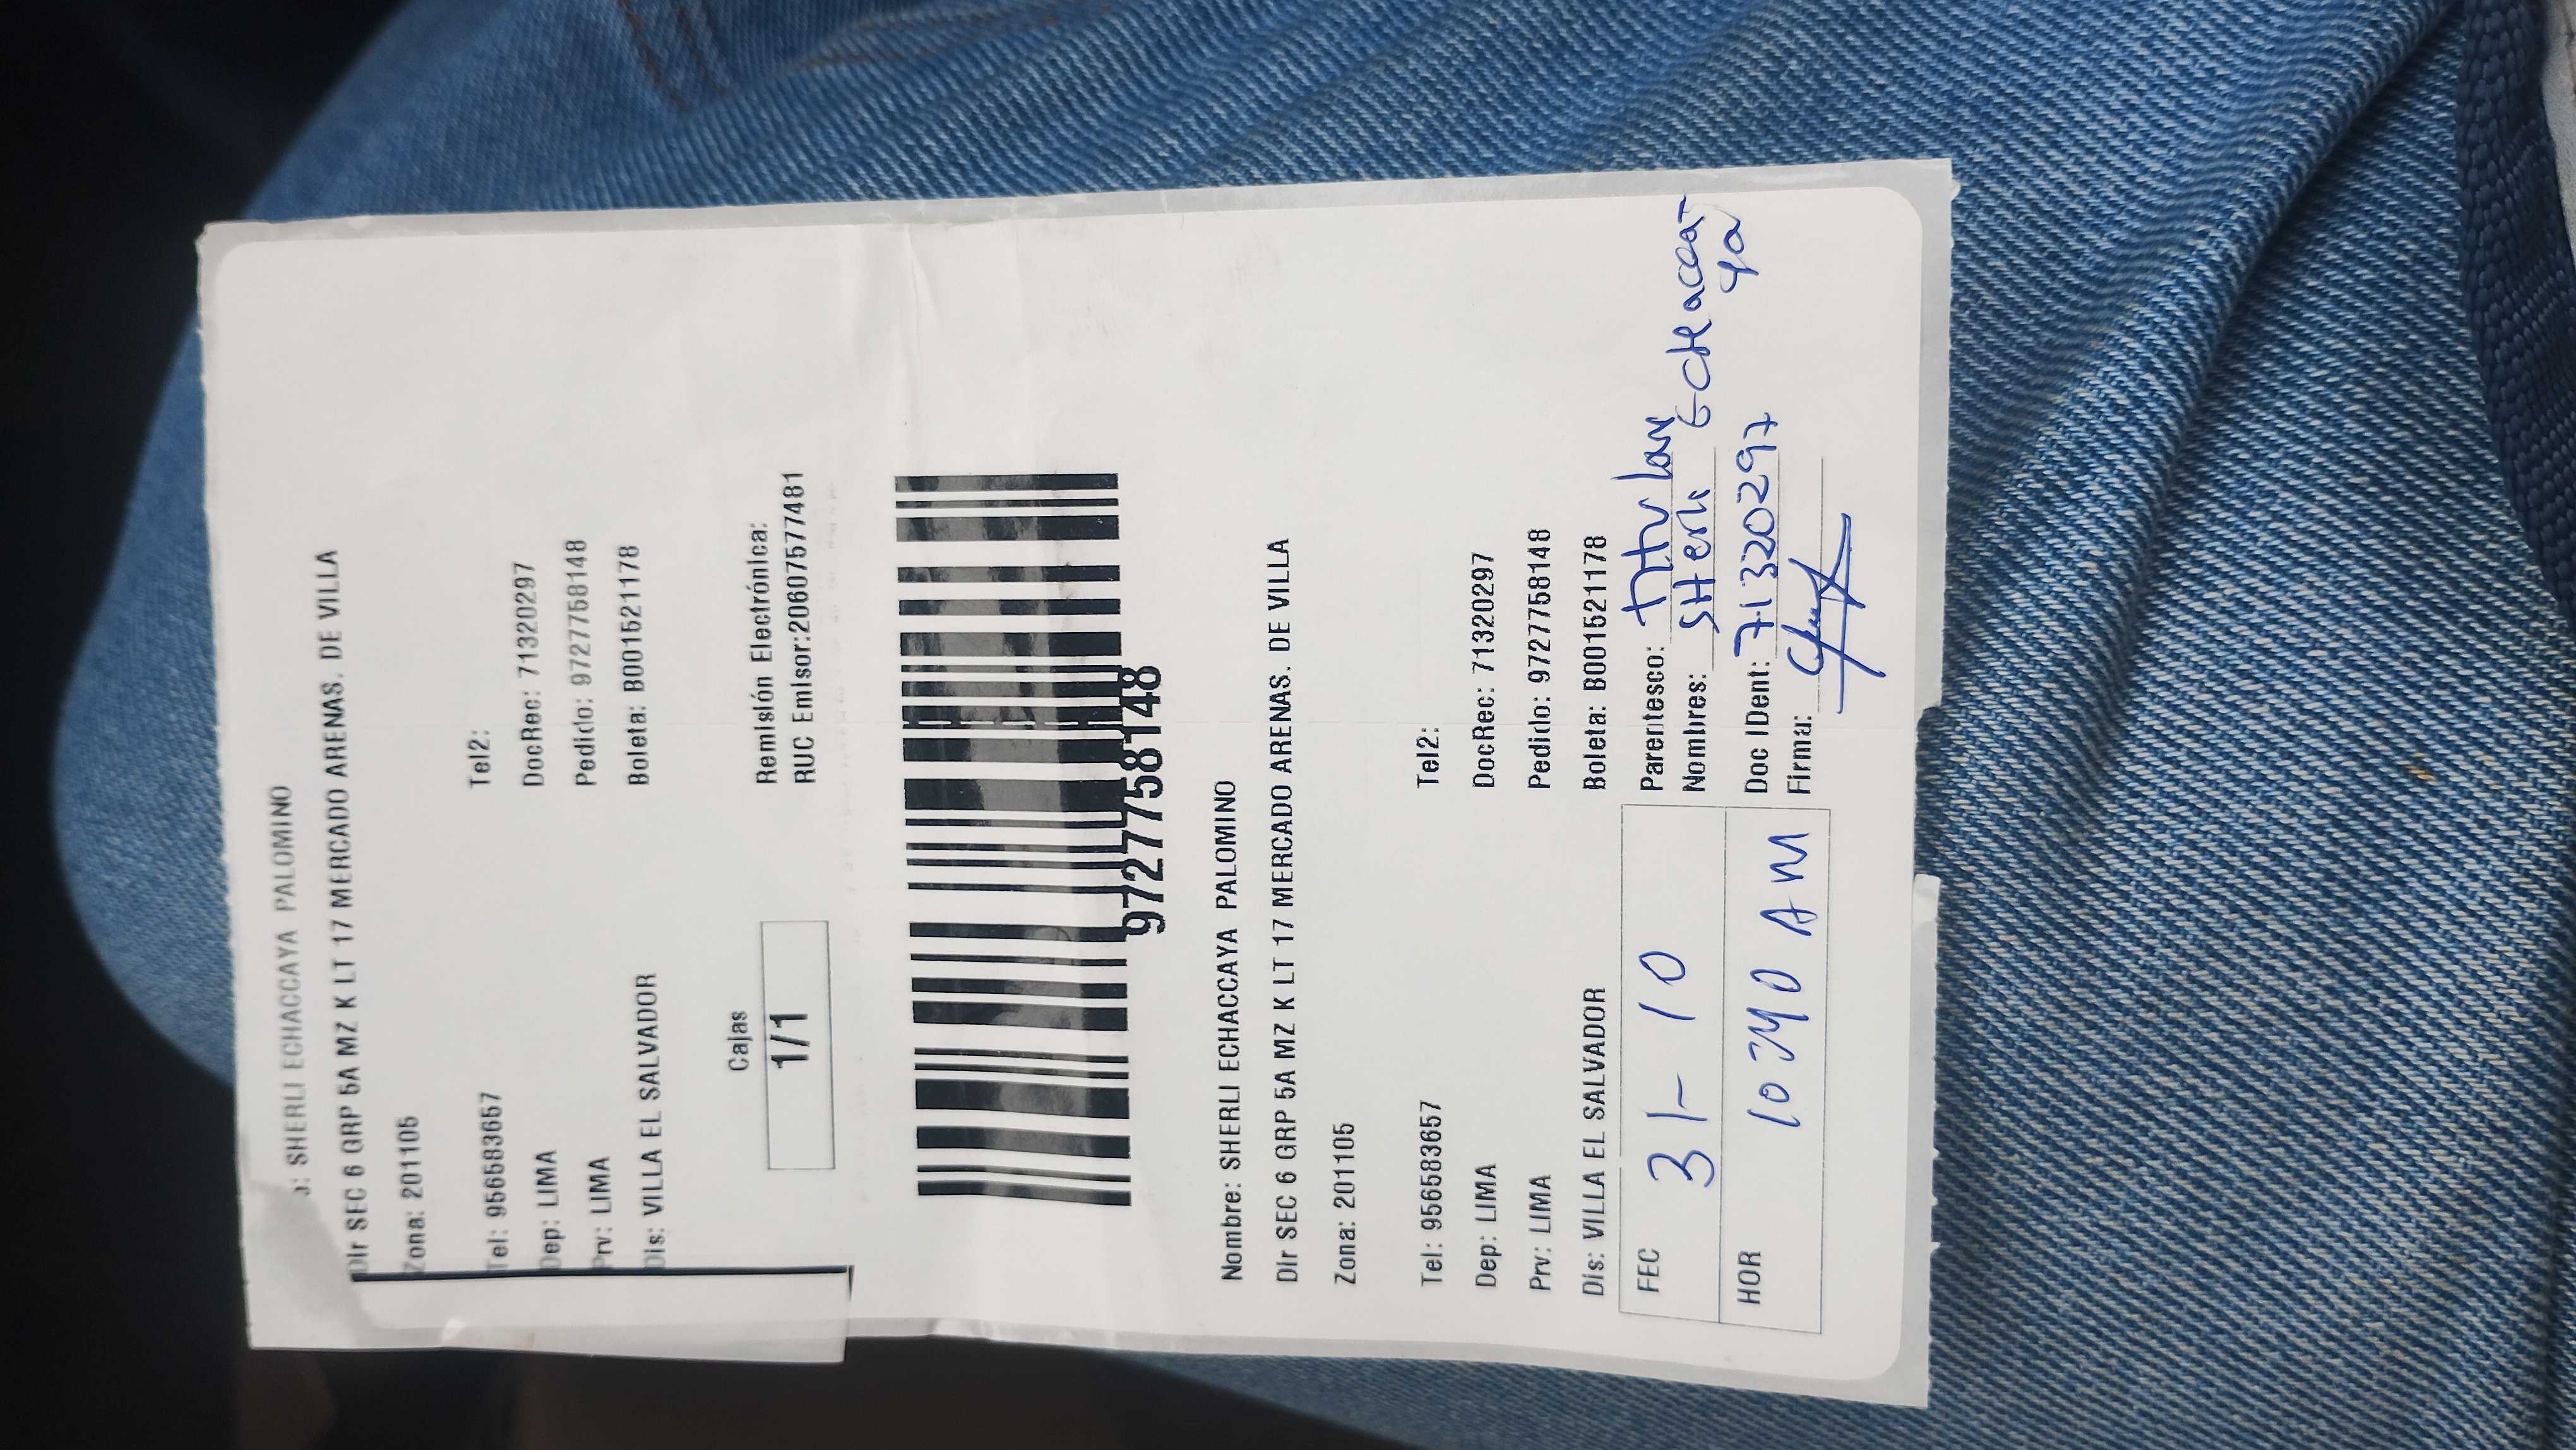 : SHERLI ECHACCAYA PALOMINO
Dir SEC 6 GRP 5A MZ K LT 17 MERCADO ARENAS. DE VILLA
Zona: 201105
Tel: 956583657 Tel2:
Dep: LIMA DocRec: 71320297
Prv: LIMA Pedido: 9727758148
Dis: VILLA EL SALVADOR Boleta: B001521178
Cajas Remisión Electrónica:
1/1 RUC Emisor:20607577481
9727758148
Nombre: SHERLI ECHACCAYA PALOMINO
Dir SEC 6 GRP 5A MZ K LT 17 MERCADO ARENAS. DE VILLA
Zona: 201105
Tel: 956583657 Tel2:
Dep: LIMA DocRec: 71320297
Prv: LIMA Pedido: 9727758148
Dis: VILLA EL SALVADOR Boleta: B001521178
FEC 31-10 Parentesco: titular
Nombres: SHerli ECHaccaya
HOR AM Doc IDent: 71320297
Firma: